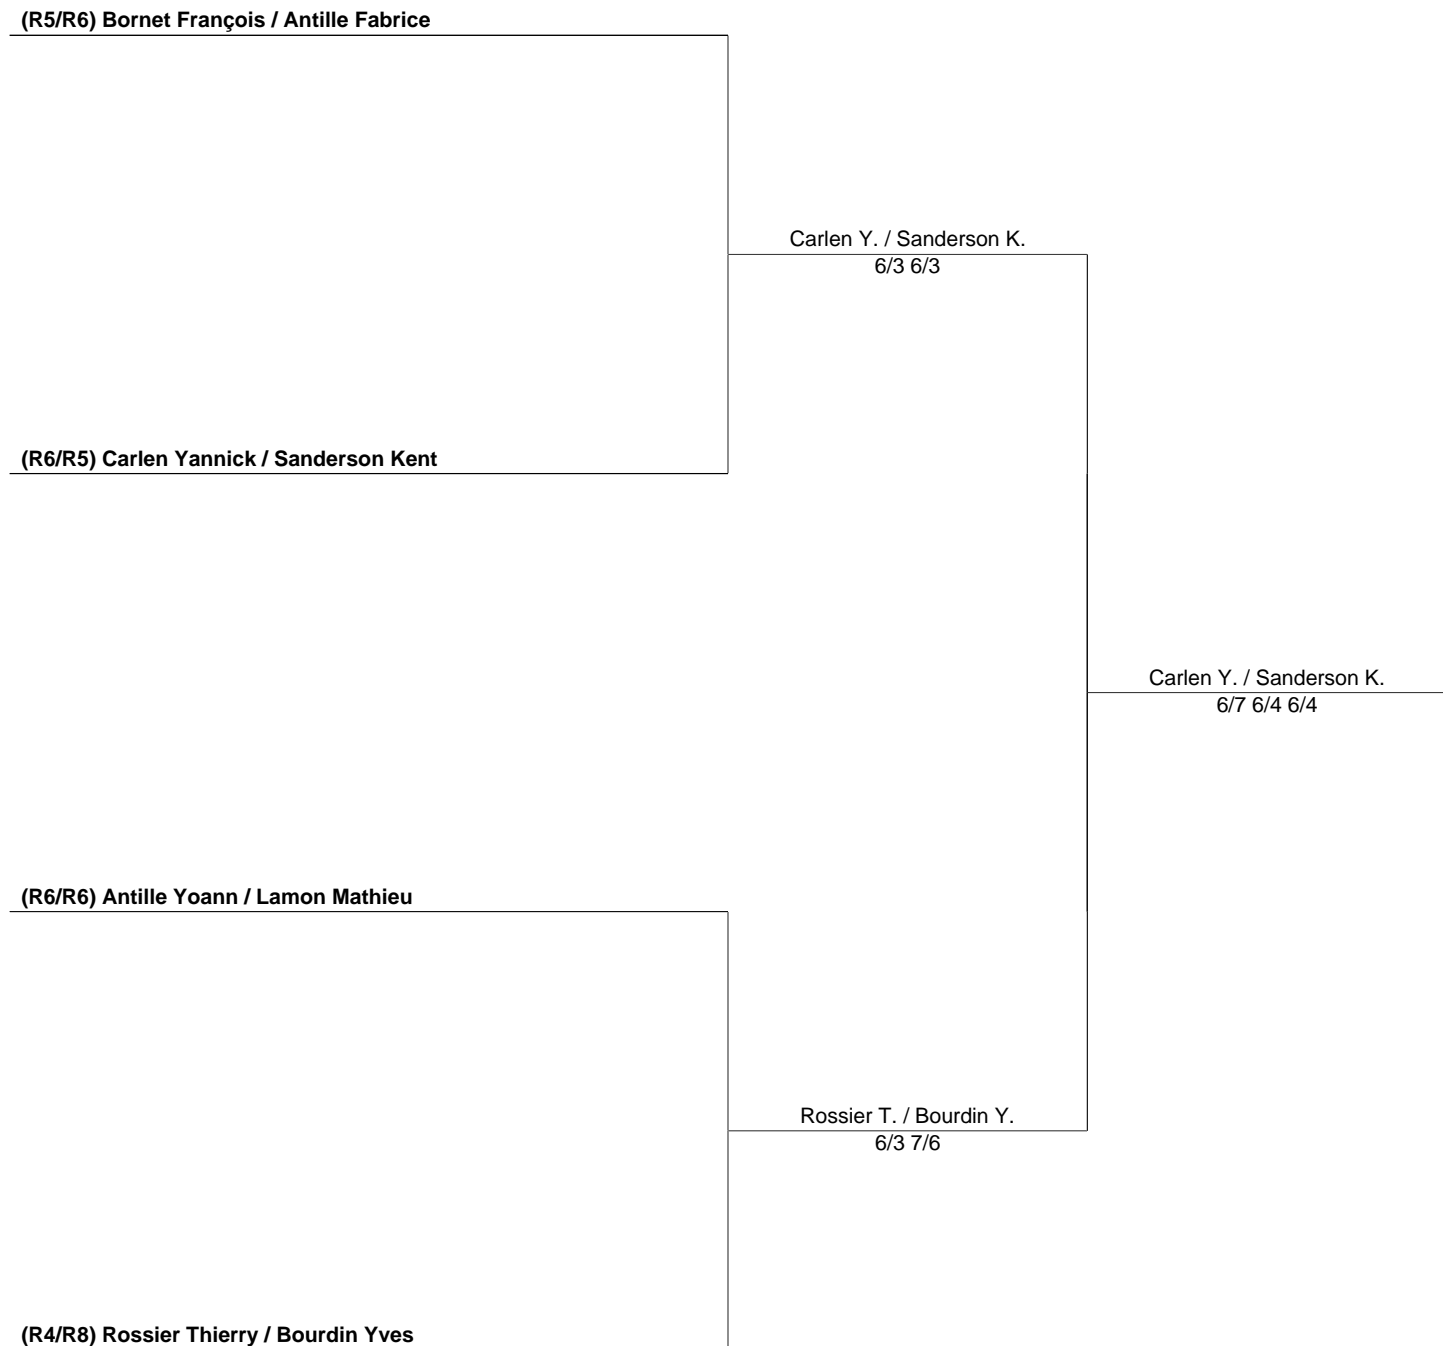 (R5/R6) Bornet François / Antille Fabrice
Carlen Y. / Sanderson K.
6/3 6/3
(R6/R5) Carlen Yannick / Sanderson Kent
Carlen Y. / Sanderson K.
6/7 6/4 6/4
(R6/R6) Antille Yoann / Lamon Mathieu
Rossier T. / Bourdin Y.
6/3 7/6
(R4/R8) Rossier Thierry / Bourdin Yves